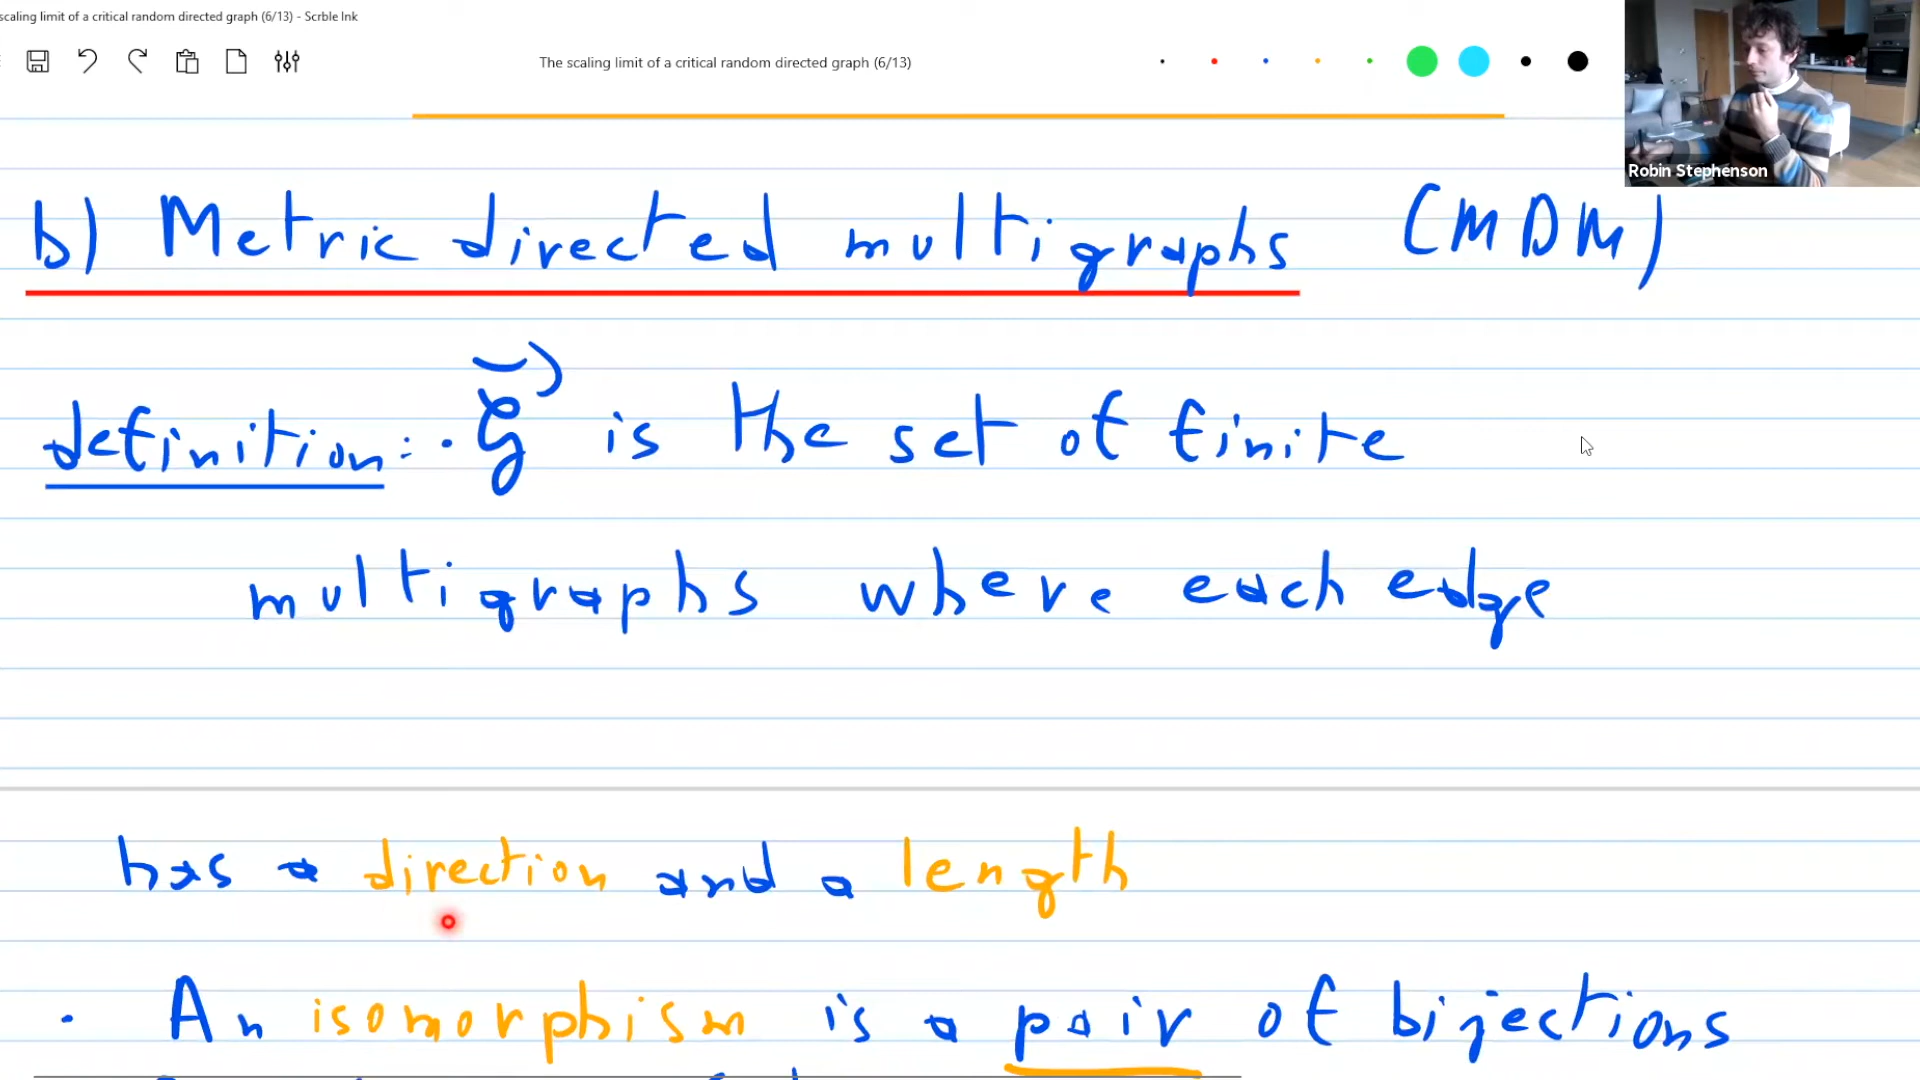 scaling limit of a critical random directed graph (6/13) - Scrble Ink
The scaling limit of a critical random directed graph (6/13)
Robin Stephenson
b) Metric directed multigraphs (MDM)
definition: · is the set of finite
multigraphs where each edge
has a direction and a length
· An isomorphism is a pair of bijections